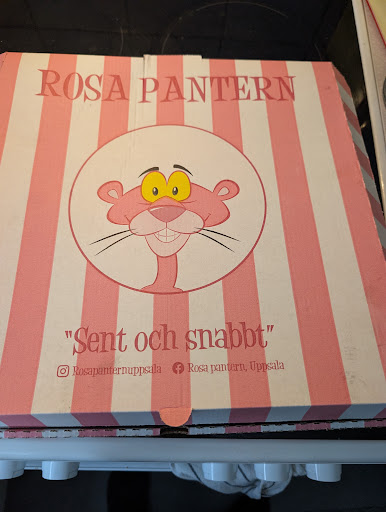 ROSA PANTERN
"Sent och snabbt"
Rosapanternuppsala Rosa pantern, Uppsala